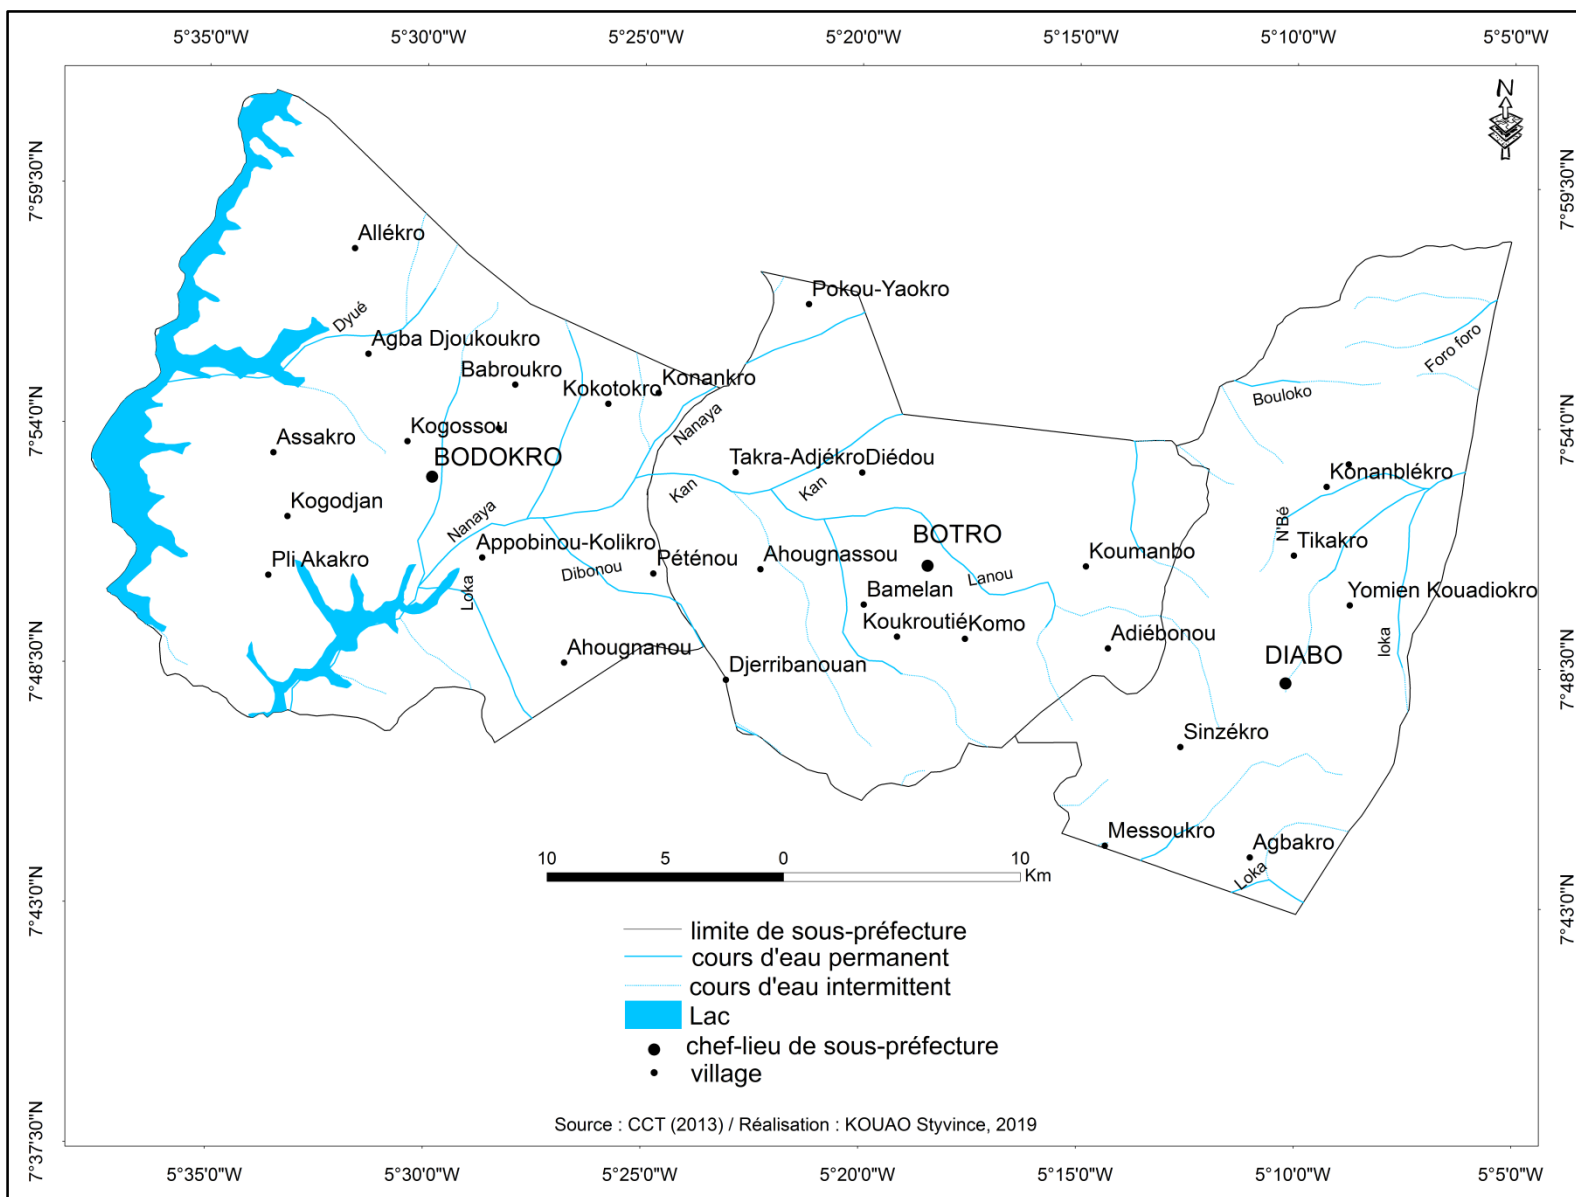 5°35'0"W 5°30'0"W 5°25'0"W 5°20'0"W 5°15'0"W 5°10'0"W 5°5'0"W
N
7°59'30"N
7°59'30"N
Allékro
Pokou-Yaokro
Dyué
Agba Djoukoukro
Foro foro
Babroukro
Konankro
Kokotokro
Bouloko
7°54'0"N
7°54'0"N
Nanaya
Kogossou
Assakro
BODOKRO
Takra-Adjékro
Diédou
Konanblékro
Kan
Kan
Kogodjan
Nanaya
N'Bé
BOTRO
Appobinou-Kolikro
Tikakro
Pli Akakro
Péténou
Ahougnassou
Koumanbo
Dibonou
Lanou
Loka
Bamelan
Yomien Kouadiokro
Koukroutié
Komo
Adiébonou
loka
7°48'30"N
7°48'30"N
Ahougnanou
Djerribanouan
DIABO
Sinzékro
Messoukro
Agbakro
Loka
10 5 0 10
Km
7°43'0"N
7°43'0"N
limite de sous-préfecture
cours d'eau permanent
cours d'eau intermittent
Lac
chef-lieu de sous-préfecture
village
Source : CCT (2013) / Réalisation : KOUAO Styvince, 2019
7°37'30"N
5°35'0"W 5°30'0"W 5°25'0"W 5°20'0"W 5°15'0"W 5°10'0"W 5°5'0"W